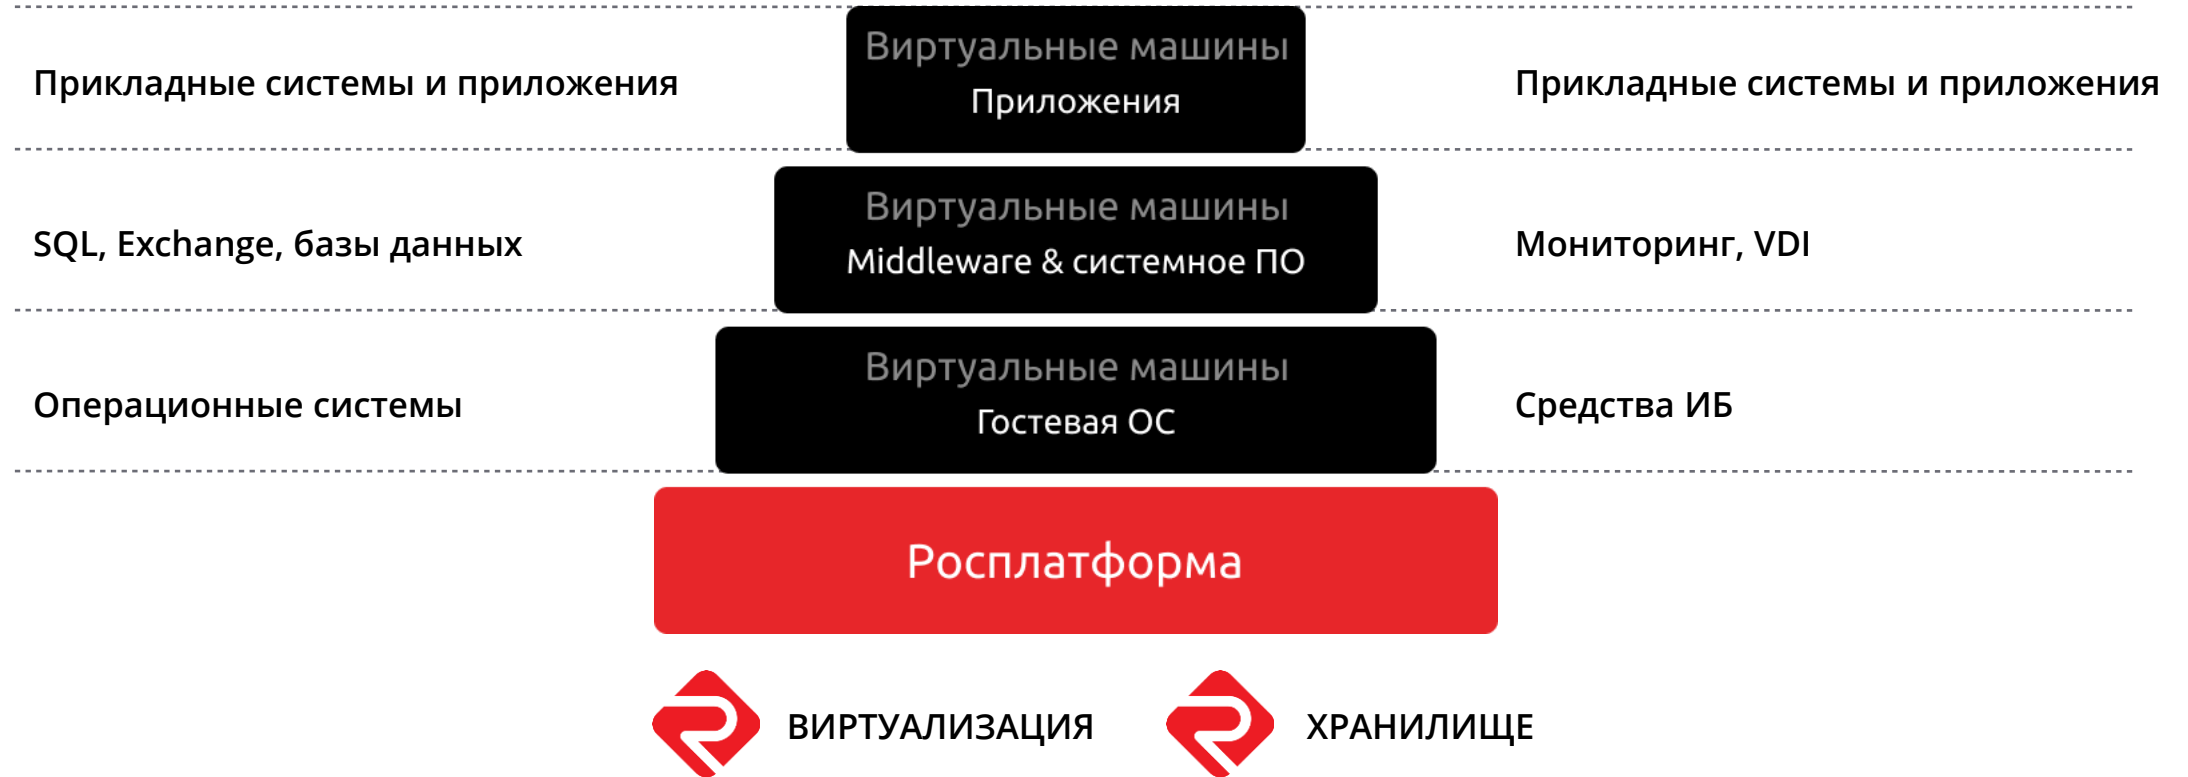 Виртуальные машины
Прикладные системы и приложения
Приложения
Прикладные системы и приложения
Виртуальные машины
SQL, Exchange, базы данных
Middleware & системное ПО
Мониторинг, VDI
Виртуальные машины
Операционные системы
Гостевая ОС
Средства ИБ
Росплатформа
ВИРТУАЛИЗАЦИЯ
ХРАНИЛИЩЕ